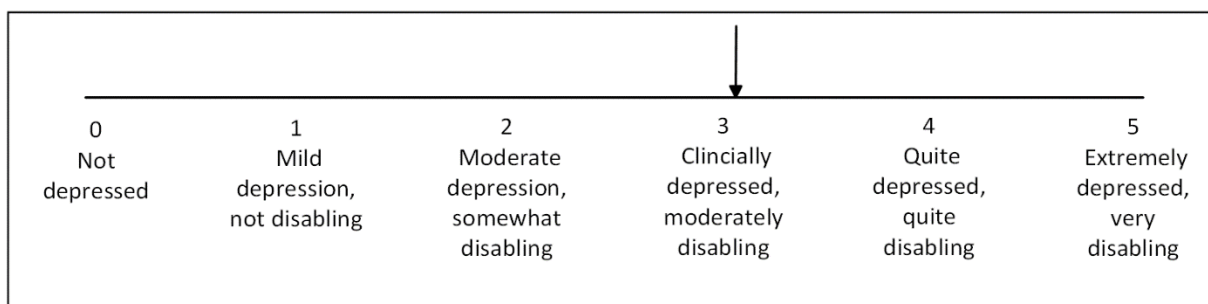 0 1 2 3 4 5
Not Mild Moderate Clincially Quite Extremely
depressed depression, depression, depressed, depressed, depressed,
not disabling somewhat moderately quite very
disabling disabling disabling disabling